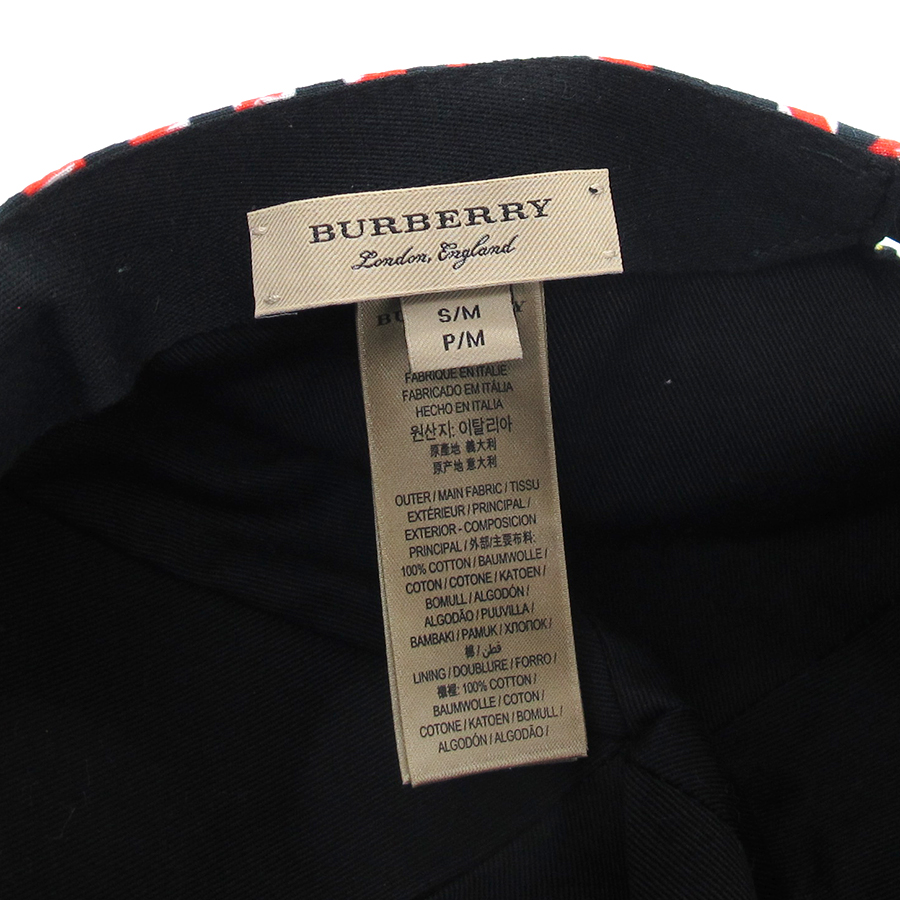 BURBERRY
London, England
S/M
P/M
FABRIQUE EN ITALIE
FABRICADO EM ITÁLIA
HECHO EN ITALIA
원산지: 이탈리아
原產地 義大利
原产地 意大利
OUTER / MAIN FABRIC / TISSU
EXTÉRIEUR / PRINCIPAL /
EXTERIOR - COMPOSICION
PRINCIPAL / 外部/主要布料:
100% COTTON / BAUMWOLLE /
COTON / COTONE / KATOEN /
BOMULL / ALGODÓN /
ALGODÃO / PUUVILLA /
BAMBAKI / PAMUK / ХЛОПОК /
棉 / قطن /
LINING / DOUBLURE / FORRO /
襯裡: 100% COTTON /
BAUMWOLLE / COTON /
COTONE / KATOEN / BOMULL /
ALGODÓN / ALGODÃO /